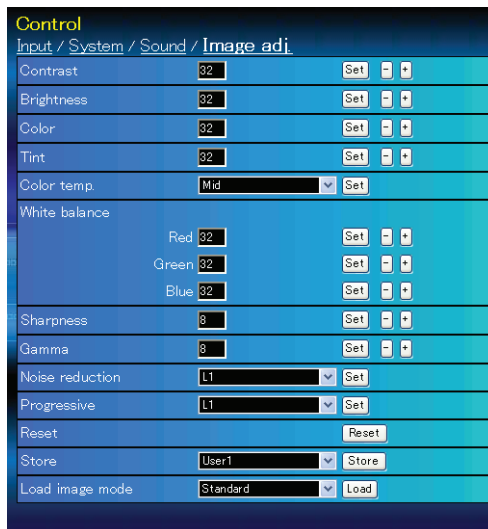 Control
Input / System / Sound / Image adj.
Contrast 32 Set - +
Brightness 32 Set - +
Color 32 Set - +
Tint 32 Set - +
Color temp. Mid Set
White balance
Red 32 Set - +
Green 32 Set - +
Blue 32 Set - +
Sharpness 8 Set - +
Gamma 8 Set - +
Noise reduction L1 Set
Progressive L1 Set
Reset Reset
Store User1 Store
Load image mode Standard Load